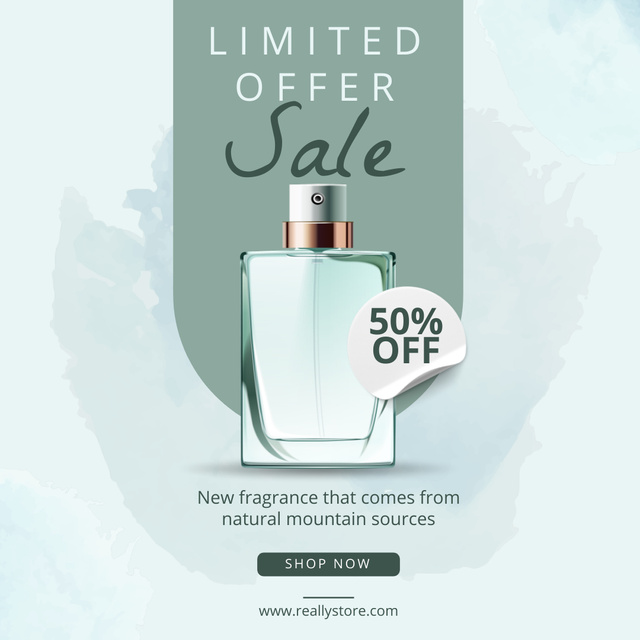 LIMITED
OFFER
Sale
50%
OFF
New fragrance that comes from
natural mountain sources
SHOP NOW
www.reallystore.com